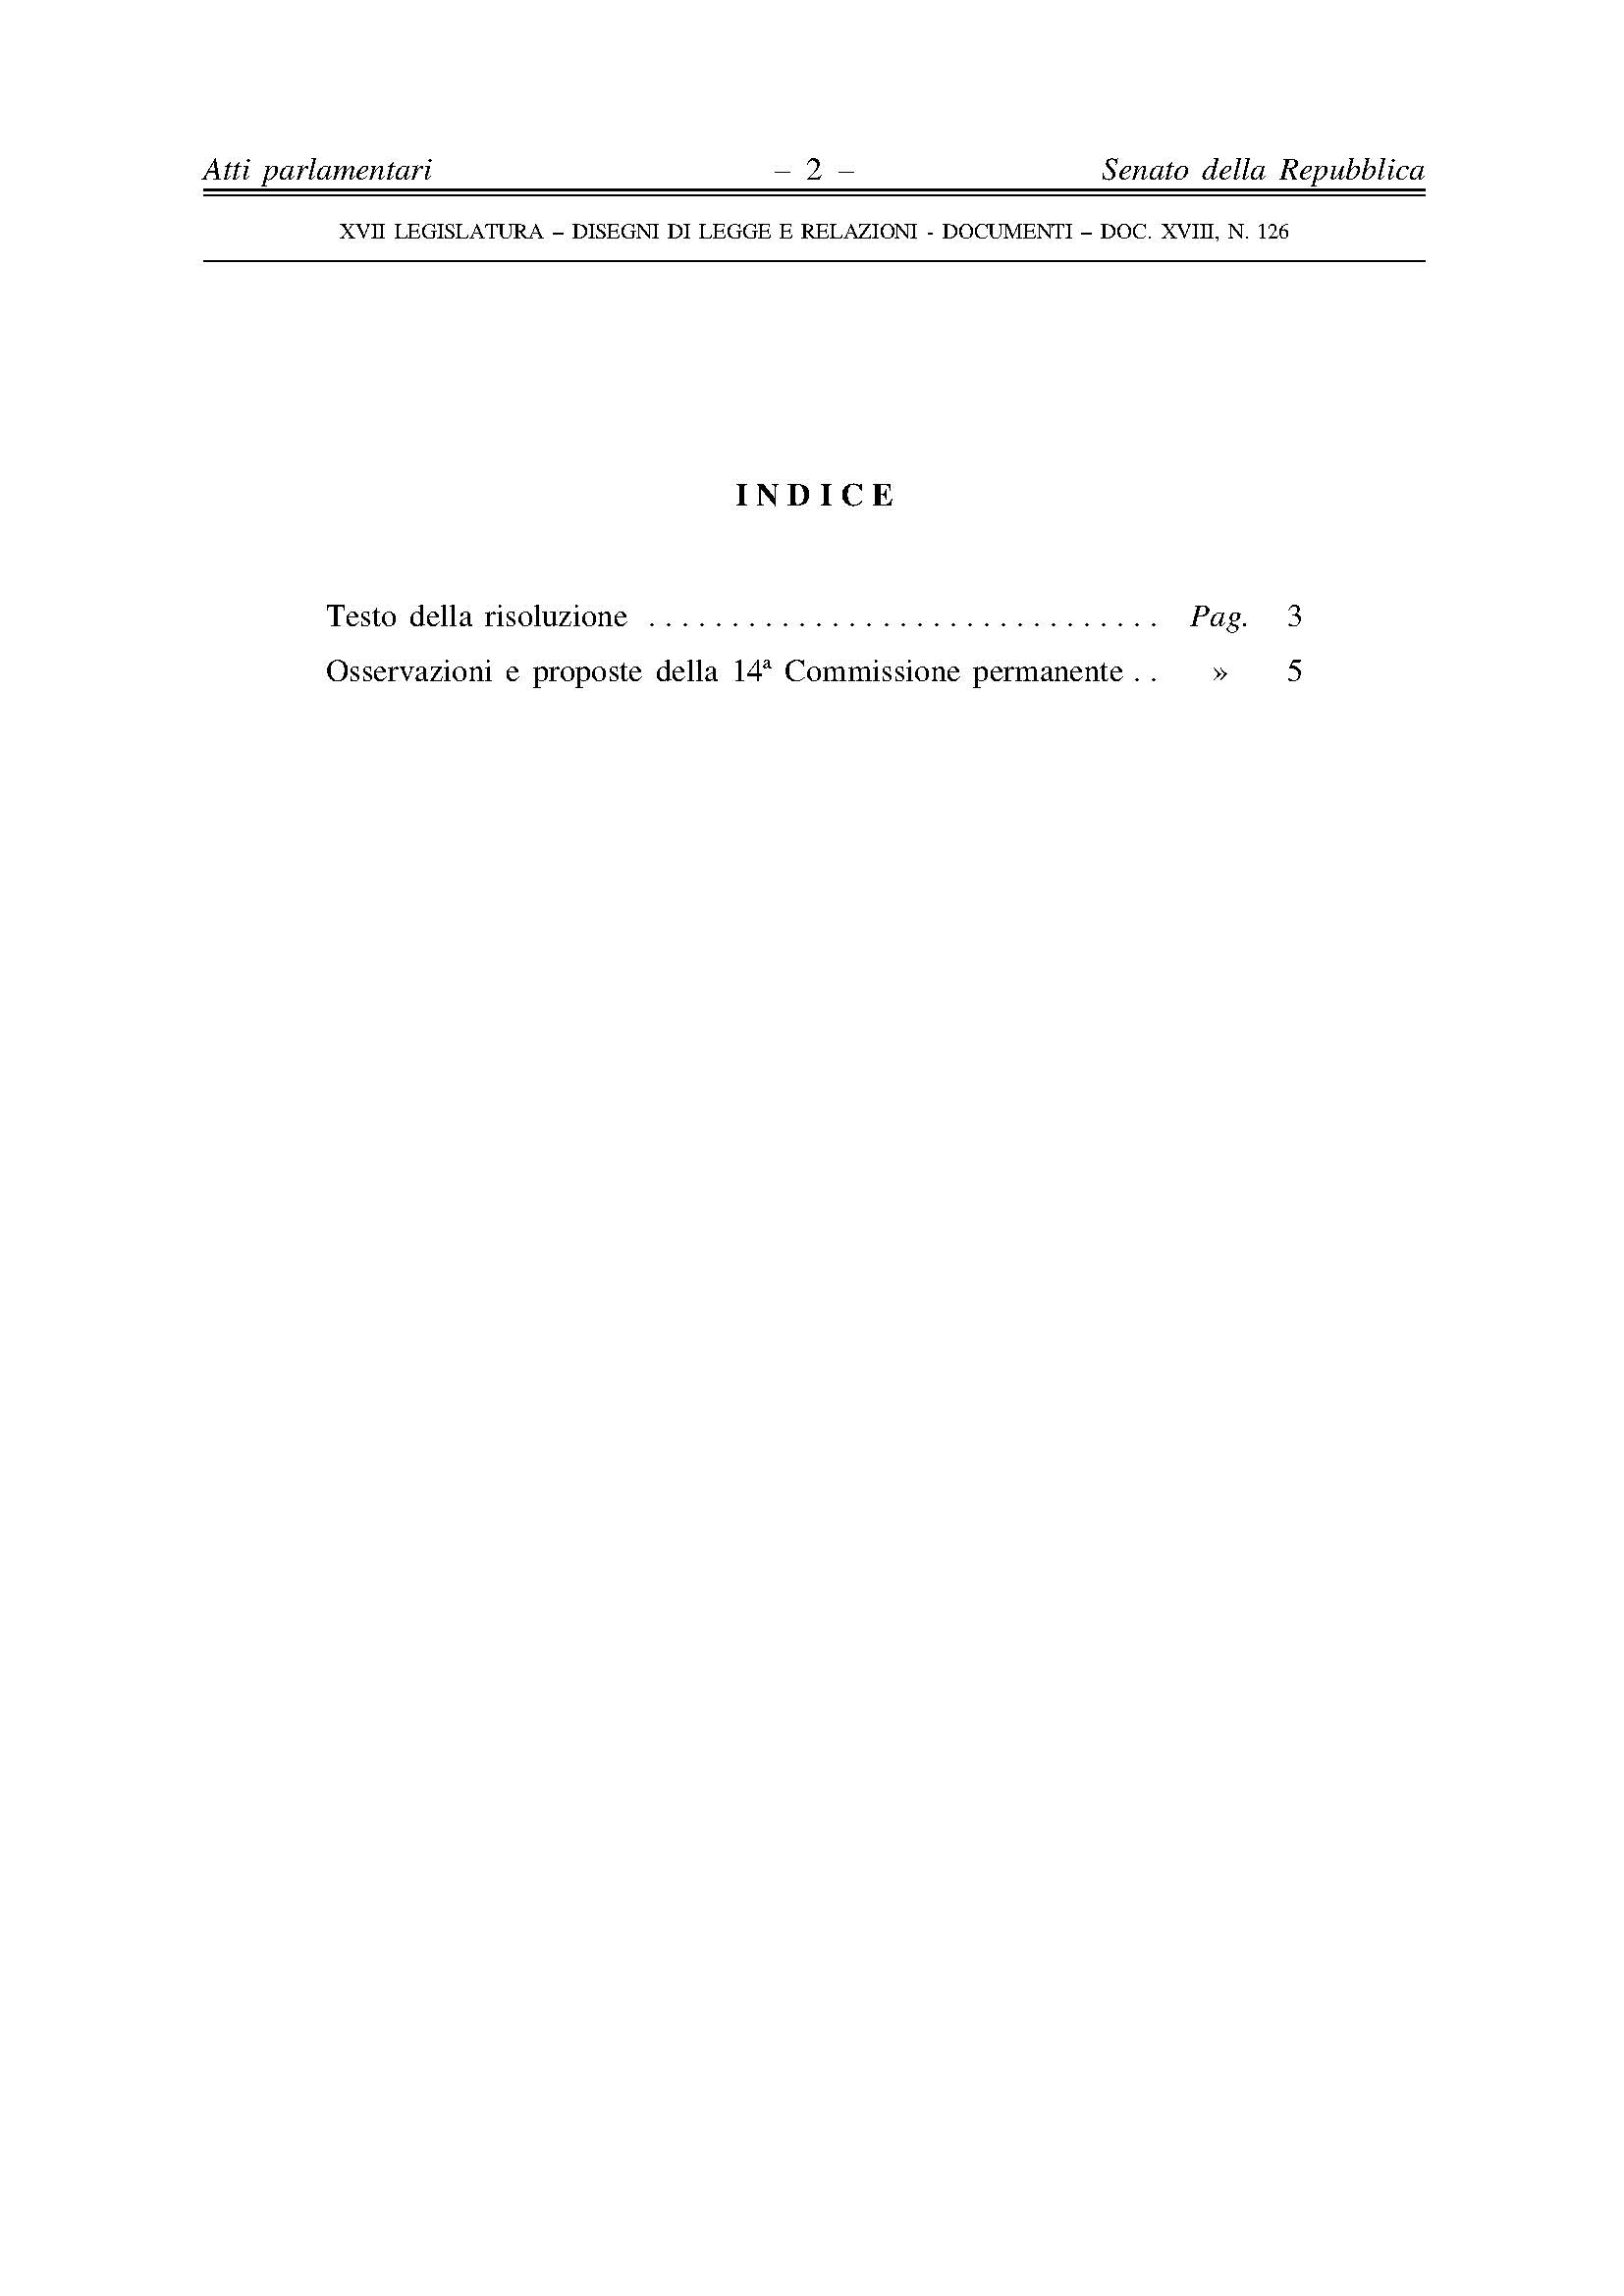 Atti parlamentari – 2 – Senato della Repubblica
XVII LEGISLATURA – DISEGNI DI LEGGE E RELAZIONI - DOCUMENTI – DOC. XVIII, N. 126
INDICE
Testo della risoluzione . . . . . . . . . . . . . . . . . . . . . . . . . . . . . . . Pag. 3
Osservazioni e proposte della 14ª Commissione permanente . . » 5